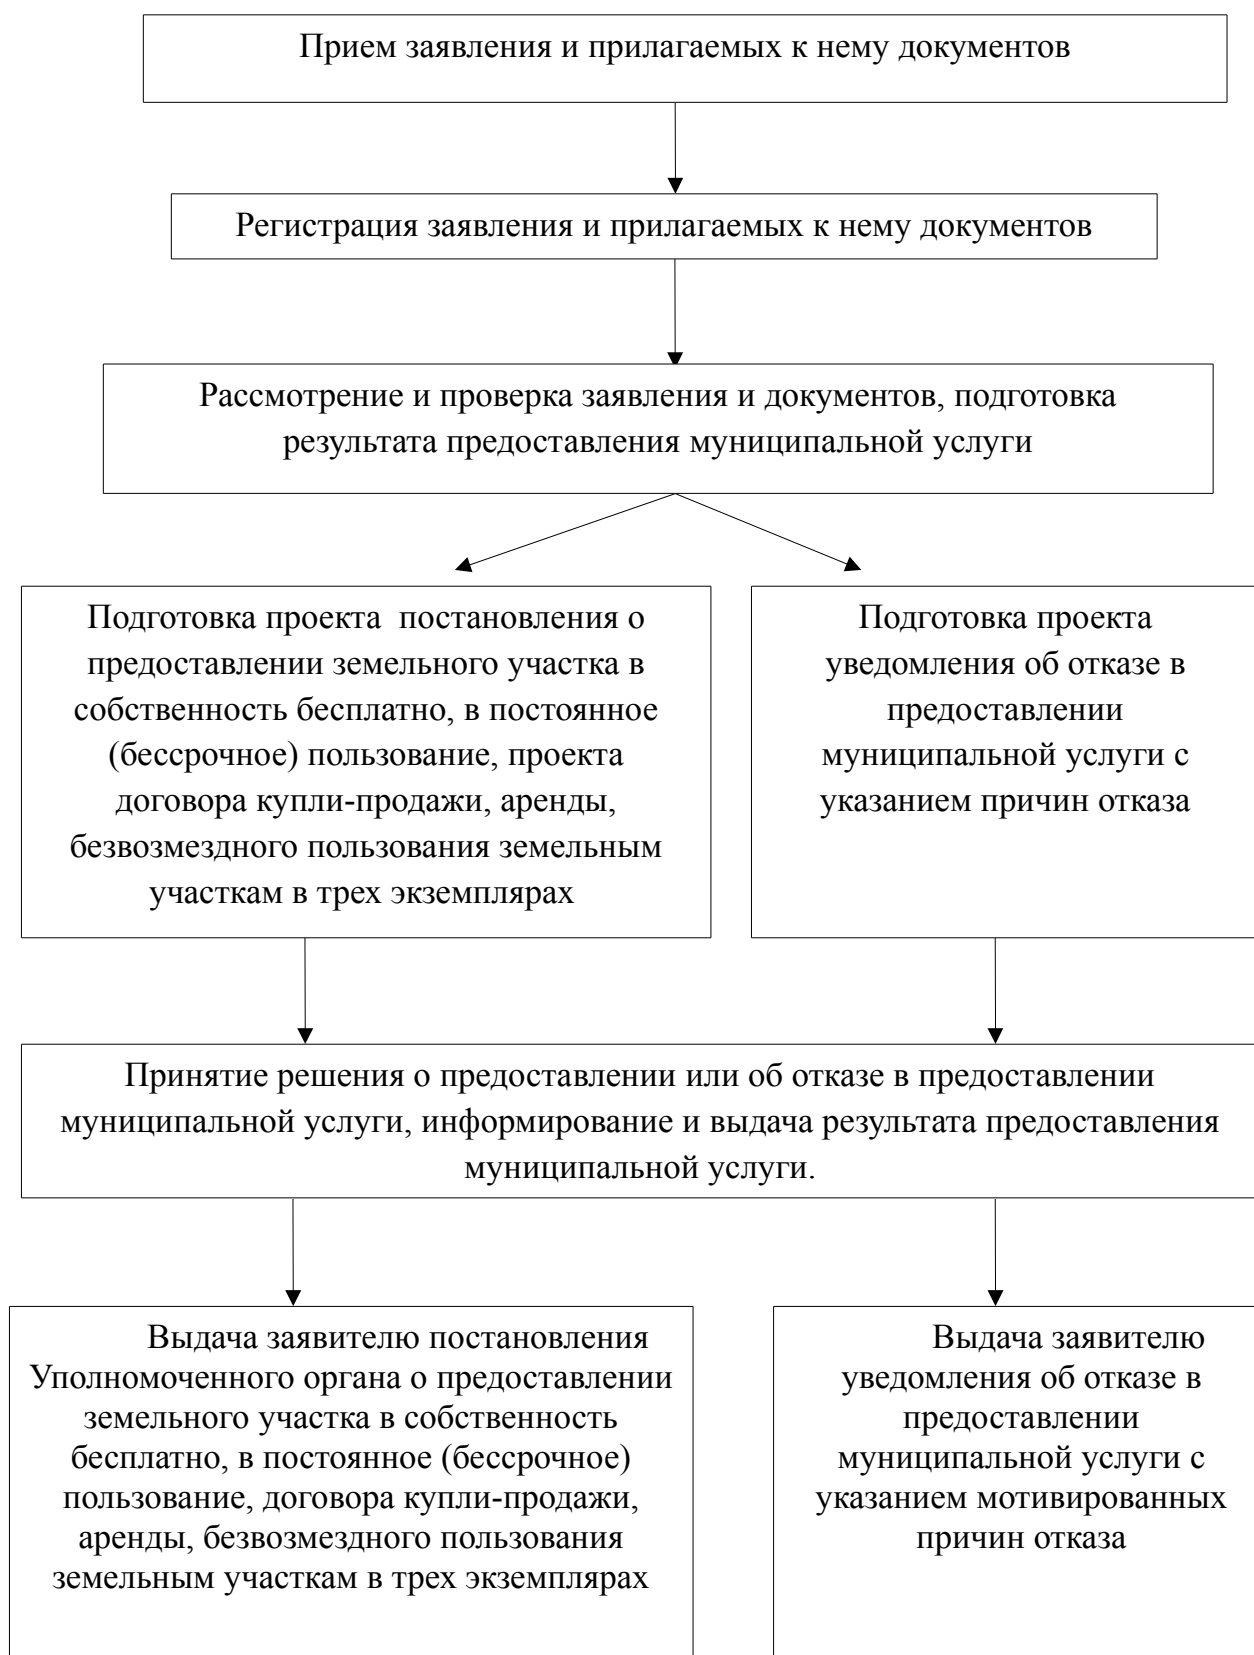 Прием заявления и прилагаемых к нему документов
Регистрация заявления и прилагаемых к нему документов
Рассмотрение и проверка заявления и документов, подготовка
результата предоставления муниципальной услуги
Подготовка проекта постановления о
предоставлении земельного участка в
собственность бесплатно, в постоянное
(бессрочное) пользование, проекта
договора купли-продажи, аренды,
безвозмездного пользования земельным
участкам в трех экземплярах
Подготовка проекта
уведомления об отказе в
предоставлении
муниципальной услуги с
указанием причин отказа
Принятие решения о предоставлении или об отказе в предоставлении
муниципальной услуги, информирование и выдача результата предоставления
муниципальной услуги.
Выдача заявителю постановления
Уполномоченного органа о предоставлении
земельного участка в собственность
бесплатно, в постоянное (бессрочное)
пользование, договора купли-продажи,
аренды, безвозмездного пользования
земельным участкам в трех экземплярах
Выдача заявителю
уведомления об отказе в
предоставлении
муниципальной услуги с
указанием мотивированных
причин отказа